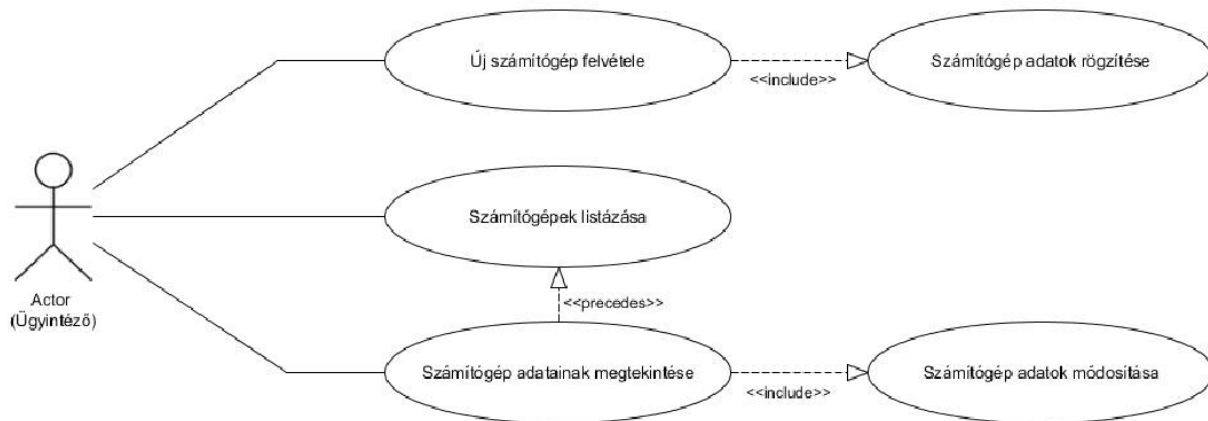 Új számítógép felvétele
<<include>>
Számítógép adatok rögzítése
Számítógépek listázása
Actor
(Ügyintéző)
<<precedes>>
Számítógép adatainak megtekintése
<<include>>
Számítógép adatok módosítása